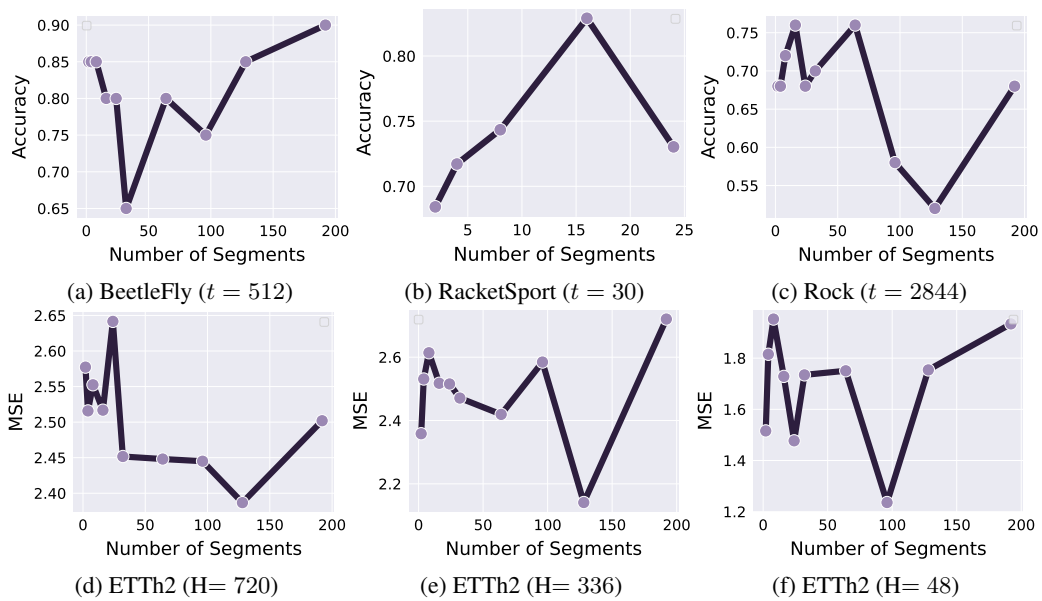 0.90
0.85
0.80
0.75
0.70
0.65
Accuracy
0 50 100 150 200
Number of Segments
(a) BeetleFly (t = 512)
0.80
0.75
0.70
Accuracy
5 10 15 20 25
Number of Segments
(b) RacketSport (t = 30)
0.75
0.70
0.65
0.60
0.55
Accuracy
0 50 100 150 200
Number of Segments
(c) Rock (t = 2844)
2.65
2.60
2.55
2.50
2.45
2.40
MSE
0 50 100 150 200
Number of Segments
(d) ETTh2 (H= 720)
2.6
2.4
2.2
MSE
0 50 100 150 200
Number of Segments
(e) ETTh2 (H= 336)
1.8
1.6
1.4
1.2
MSE
0 50 100 150 200
Number of Segments
(f) ETTh2 (H= 48)